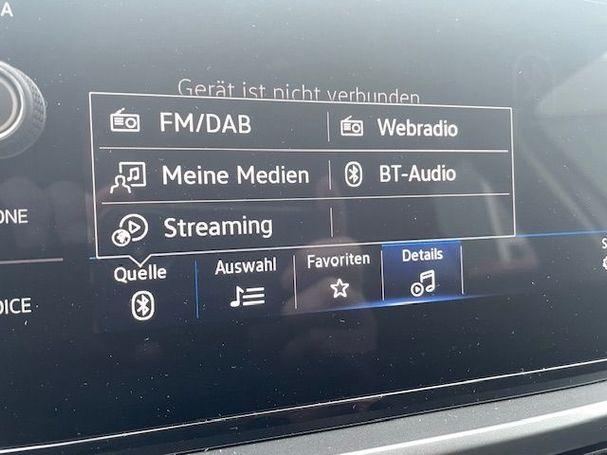 A
Gerät ist nicht verbunden
FM/DAB
Webradio
Meine Medien
BT-Audio
Streaming
ONE
Quelle
Auswahl
Favoriten
Details
S
OICE